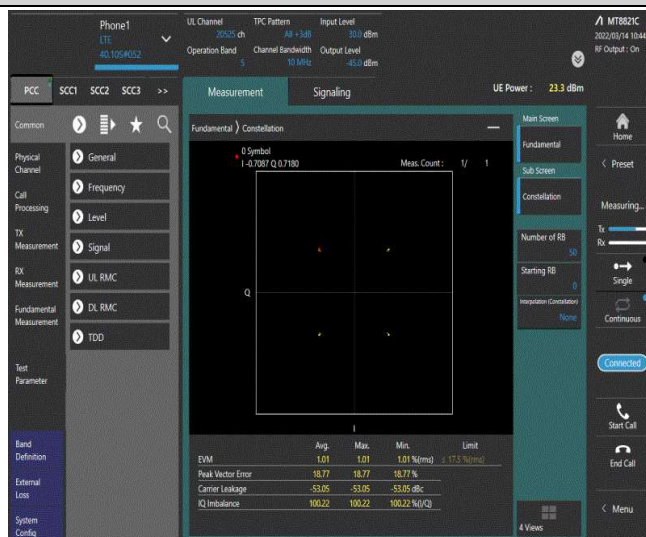 Phone1
LTE
40.10S#052
UL Channel
20525 ch
TPC Pattern
All +3dB
Input Level
30.0 dBm
Operation Band
5
Channel Bandwidth
10 MHz
Output Level
-45.0 dBm
MT8821C
2022/03/14 10:44
RF Output : On
PCC SCC1 SCC2 SCC3 >>
Measurement Signaling
UE Power : 23.3 dBm
Common
Physical
Channel
Call
Processing
TX
Measurement
RX
Measurement
Fundamental
Measurement
Test
Parameter
Band
Definition
External
Loss
System
Config
General
Frequency
Level
Signal
UL RMC
DL RMC
TDD
Fundamental Constellation
0 Symbol
I -0.7087 Q 0.7180
Meas. Count : 1/ 1
Q
I
Avg. Max. Min. Limit
EVM 1.01 1.01 1.01 %(rms) ≤ 17.5 %(rms)
Peak Vector Error 18.77 18.77 18.77 %
Carrier Leakage -53.05 -53.05 -53.05 dBc
IQ Imbalance 100.22 100.22 100.22 %(I/Q)
Main Screen
Fundamental
Sub Screen
Constellation
Number of RB
50
Starting RB
0
Interpolation (Constellation)
None
4 Views
Home
< Preset
Measuring...
Tx
Rx
Single
Continuous
Connected
Start Call
End Call
< Menu